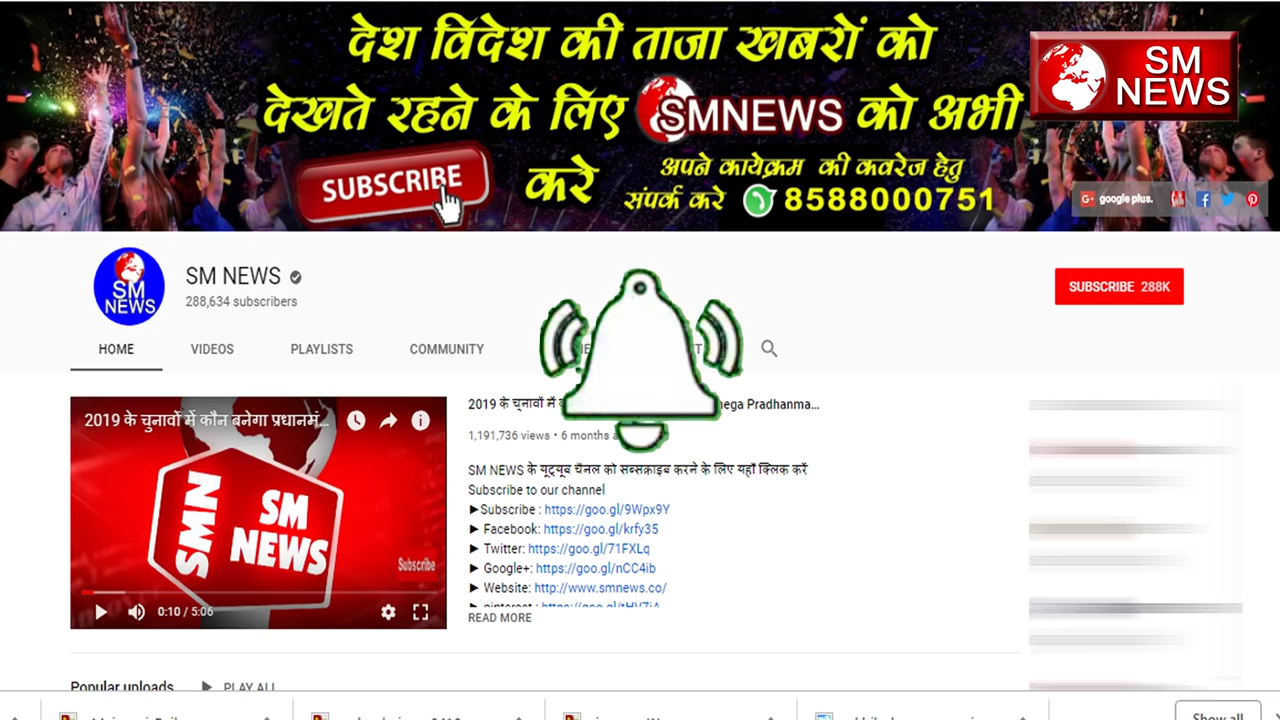 देश विदेश की ताजा खबरों को
देखते रहने के लिए SMNEWS को अभी
SUBSCRIBE करे
अपने कार्यक्रम की कवरेज हेतु
संपर्क करे 8588000751
SM
NEWS
google plus.
SM
NEWS
SM NEWS
288,634 subscribers
SUBSCRIBE 288K
HOME VIDEOS PLAYLISTS COMMUNITY
2019 के चुनावों में कौन बनेगा प्रधानमं...
SMN
SM
NEWS
Subscribe
0:10 / 5:06
2019 के चुनावों में Pradhanma...
1,191,736 views • 6 months
SM NEWS के यूट्यूब चैनल को सब्सक्राइब करने के लिए यहाँ क्लिक करें
Subscribe to our channel
►Subscribe : https://goo.gl/9Wpx9Y
► Facebook: https://goo.gl/krfy35
► Twitter: https://goo.gl/71FXLq
► Google+: https://goo.gl/nCC4ib
► Website: http://www.smnews.co/
READ MORE
Popular uploads PLAY ALL
Show all